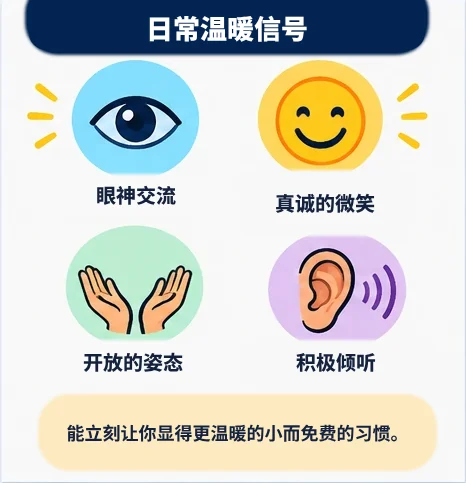 日常温暖信号
眼神交流
真诚的微笑
开放的姿态
积极倾听
能立刻让你显得更温暖的小而免费的习惯。